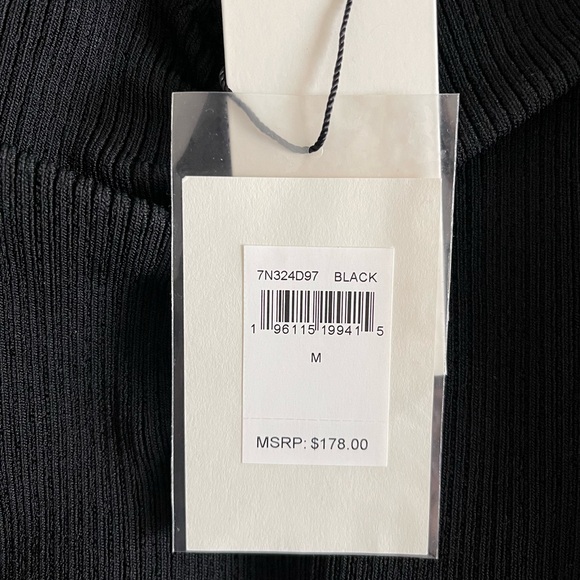 7N324D97 BLACK
1 96115 19941 5
M
MSRP: $178.00